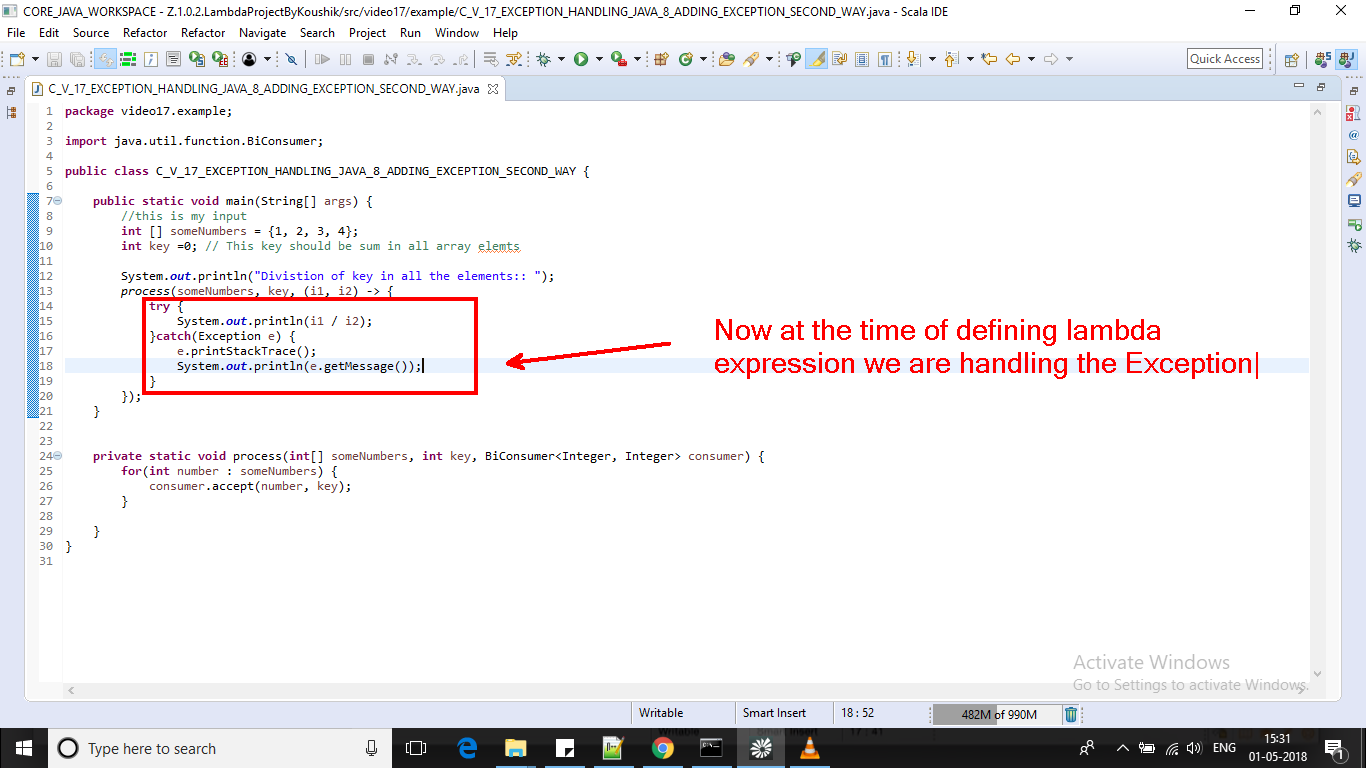 CORE_JAVA_WORKSPACE - Z.1.0.2.LambdaProjectByKoushik/src/video17/example/C_V_17_EXCEPTION_HANDLING_JAVA_8_ADDING_EXCEPTION_SECOND_WAY.java - Scala IDE
File Edit Source Refactor Refactor Navigate Search Project Run Window Help
Quick Access
C_V_17_EXCEPTION_HANDLING_JAVA_8_ADDING_EXCEPTION_SECOND_WAY.java
1 package video17.example;
2
3 import java.util.function.BiConsumer;
4
5 public class C_V_17_EXCEPTION_HANDLING_JAVA_8_ADDING_EXCEPTION_SECOND_WAY {
6
7 public static void main(String[] args) {
8 //this is my input
9 int [] someNumbers = {1, 2, 3, 4};
10 int key =0; // This key should be sum in all array elemts
11
12 System.out.println("Divistion of key in all the elements:: ");
13 process(someNumbers, key, (i1, i2) -> {
14 try {
15 System.out.println(i1 / i2);
16 }catch(Exception e) {
17 e.printStackTrace();
18 System.out.println(e.getMessage());
19 }
20 });
21 }
22
23
24 private static void process(int[] someNumbers, int key, BiConsumer<Integer, Integer> consumer) {
25 for(int number : someNumbers) {
26 consumer.accept(number, key);
27 }
28
29 }
30 }
31
Now at the time of defining lambda
expression we are handling the Exception
Activate Windows
Go to Settings to activate Windows.
Writable Smart Insert 18 : 52 482M of 990M
Type here to search
ENG
15:31
01-05-2018
1